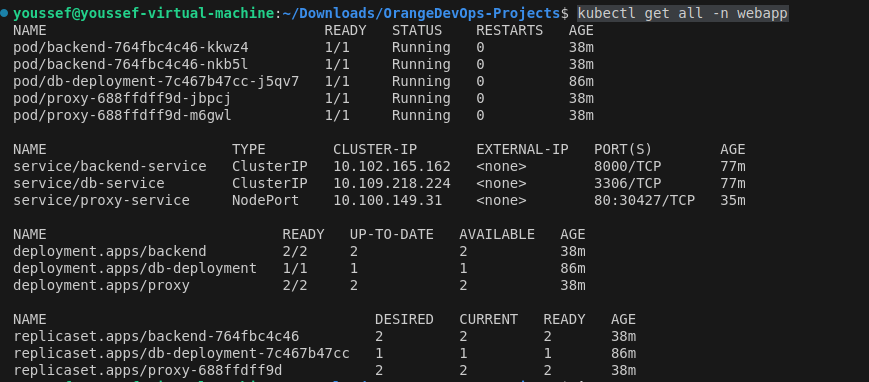 youssef@youssef-virtual-machine:~/Downloads/OrangeDevOps-Projects$ kubectl get all -n webapp
NAME READY STATUS RESTARTS AGE
pod/backend-764fbc4c46-kkwz4 1/1 Running 0 38m
pod/backend-764fbc4c46-nkb5l 1/1 Running 0 38m
pod/db-deployment-7c467b47cc-j5qv7 1/1 Running 0 86m
pod/proxy-688ffdff9d-jbpcj 1/1 Running 0 38m
pod/proxy-688ffdff9d-m6gwl 1/1 Running 0 38m
NAME TYPE CLUSTER-IP EXTERNAL-IP PORT(S) AGE
service/backend-service ClusterIP 10.102.165.162 <none> 8000/TCP 77m
service/db-service ClusterIP 10.109.218.224 <none> 3306/TCP 77m
service/proxy-service NodePort 10.100.149.31 <none> 80:30427/TCP 35m
NAME READY UP-TO-DATE AVAILABLE AGE
deployment.apps/backend 2/2 2 2 38m
deployment.apps/db-deployment 1/1 1 1 86m
deployment.apps/proxy 2/2 2 2 38m
NAME DESIRED CURRENT READY AGE
replicaset.apps/backend-764fbc4c46 2 2 2 38m
replicaset.apps/db-deployment-7c467b47cc 1 1 1 86m
replicaset.apps/proxy-688ffdff9d 2 2 2 38m